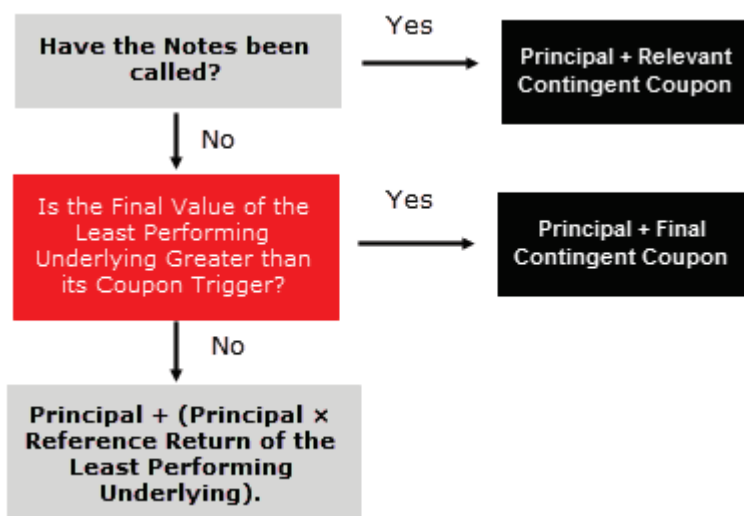 Have the Notes been
called?
Yes
Principal + Relevant
Contingent Coupon
No
Is the Final Value of the
Least Performing
Underlying Greater than
its Coupon Trigger?
Yes
Principal + Final
Contingent Coupon
No
Principal + (Principal ×
Reference Return of the
Least Performing
Underlying).